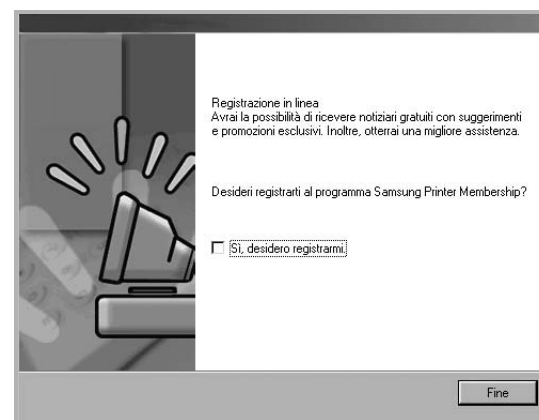 Registrazione in linea
Avrai la possibilità di ricevere notiziari gratuiti con suggerimenti
e promozioni esclusivi. Inoltre, otterrai una migliore assistenza.
Desideri registrarti al programma Samsung Printer Membership?
Sì, desidero registrarmi.
Fine